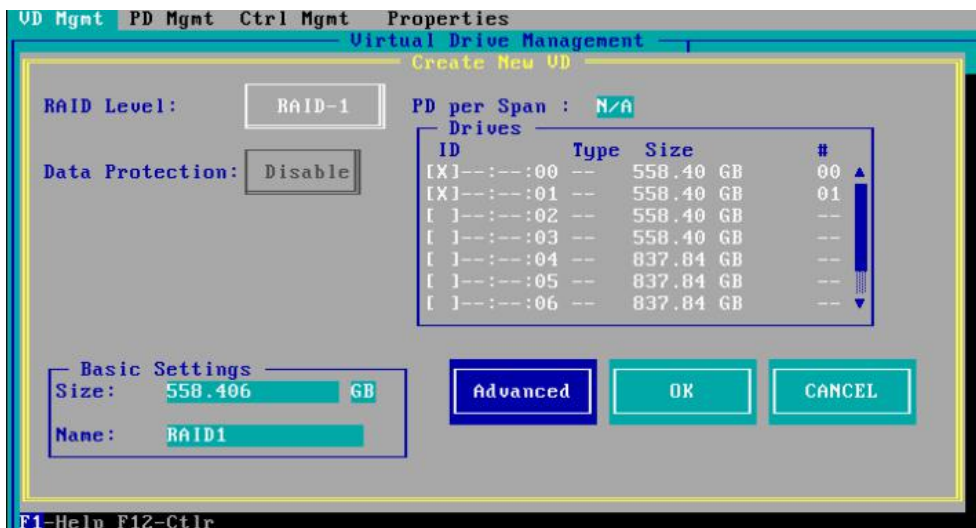 VD Mgmt PD Mgmt Ctrl Mgmt Properties
Virtual Drive Management
Create New VD
RAID Level: RAID-1 PD per Span : N/A
Drives
ID Type Size #
Data Protection: Disable
[X]--:--:00 -- 558.40 GB 00
[X]--:--:01 -- 558.40 GB 01
[ ]--:--:02 -- 558.40 GB --
[ ]--:--:03 -- 558.40 GB --
[ ]--:--:04 -- 837.84 GB --
[ ]--:--:05 -- 837.84 GB --
[ ]--:--:06 -- 837.84 GB --
Basic Settings
Size: 558.406 GB
Name: RAID1
Advanced OK CANCEL
F1-Help F12-Ctlr